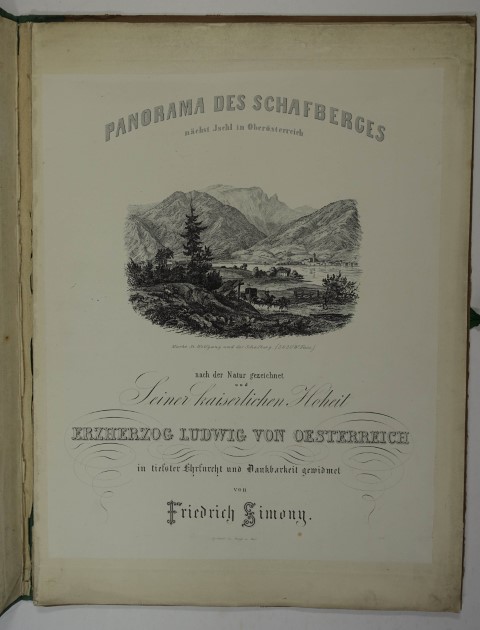 PANORAMA DES SCHAFBERGES
nächst Jschl in Oberösterreich
nach der Natur gezeichnet
und
Seiner kaiserlichen Hoheit
ERZHERZOG LUDWIG VON OESTERREICH
in tiefster Ehrfurcht und Dankbarkeit gewidmet
von
Friedrich Simony.